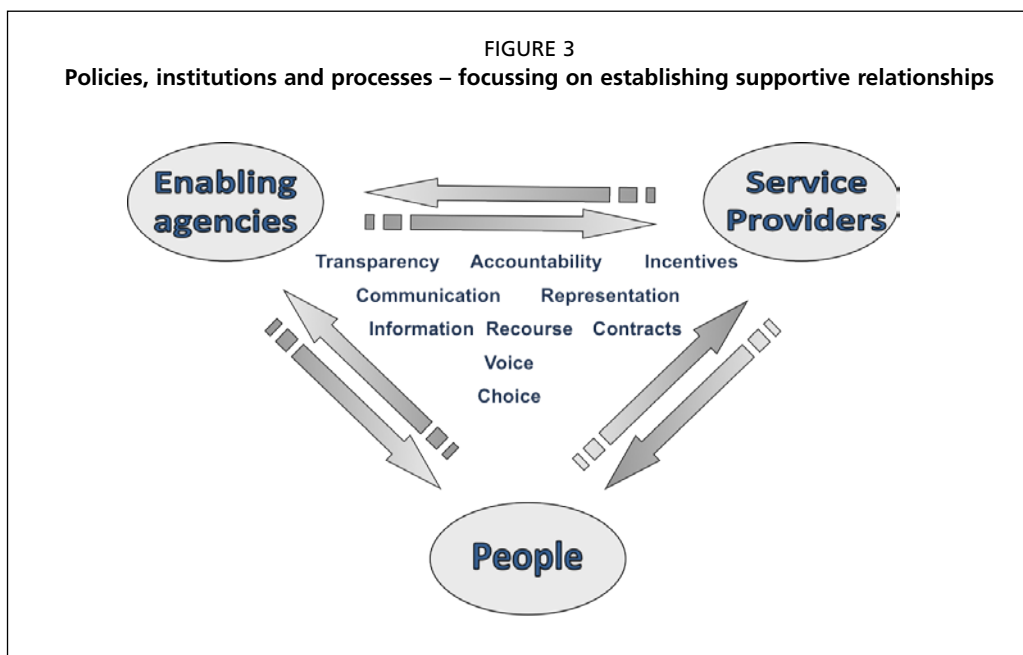 FIGURE 3
Policies, institutions and processes – focussing on establishing supportive relationships
Enabling
agencies
Service
Providers
Transparency Accountability Incentives
Communication Representation
Information Recourse Contracts
Voice
Choice
People